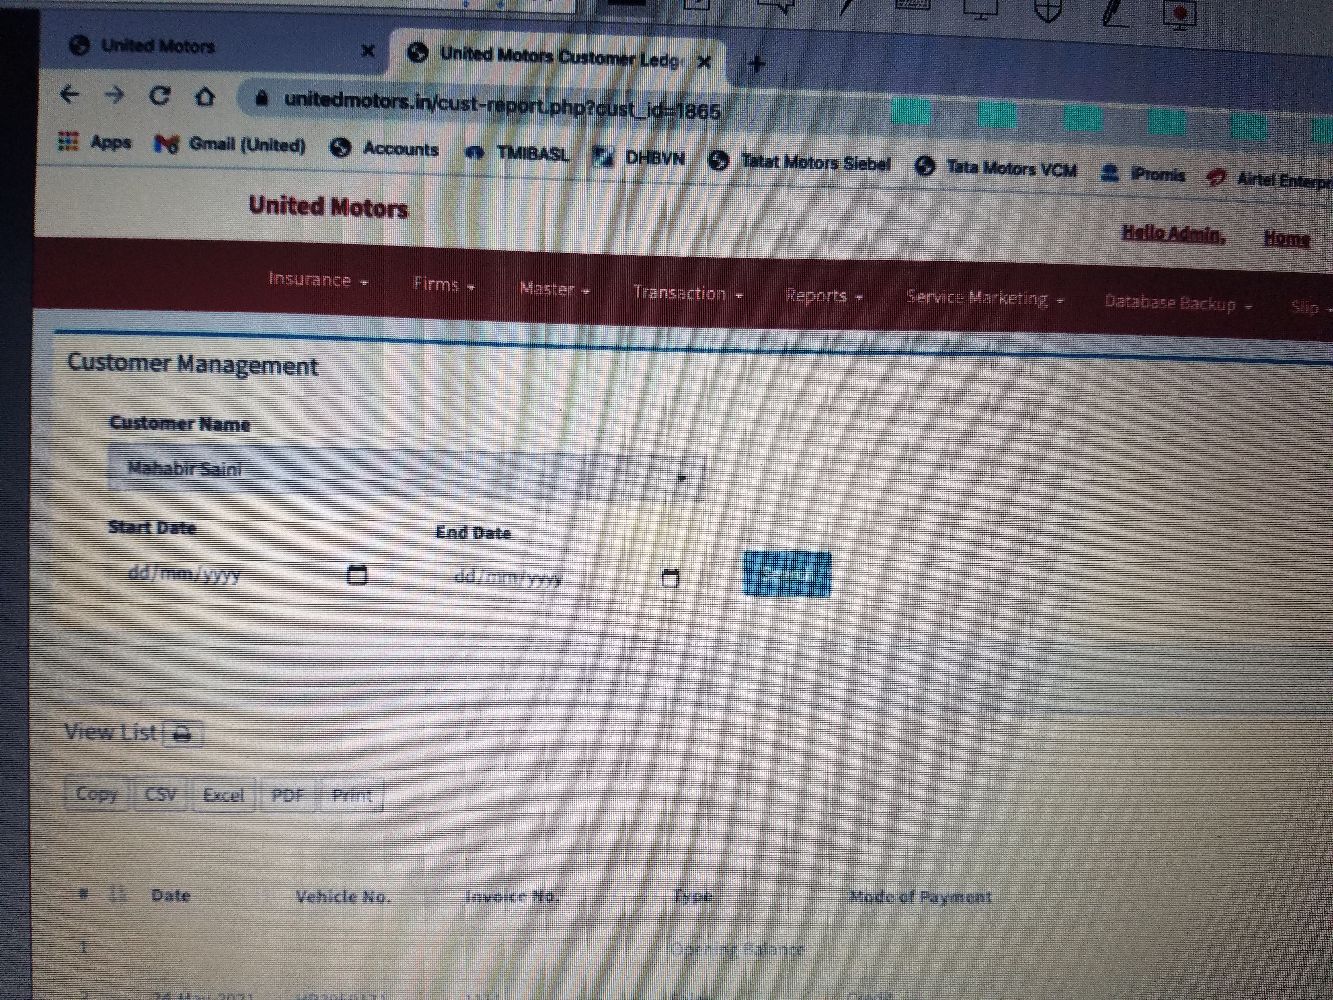 United Motors
United Motors Customer Ledg
unitedmotors.in/cust-report.php?cust_id=1865
Apps Gmail (United) Accounts TMIBASL DHBVN Tatat Motors Siebel Tata Motors VCM iPromis Airtel Enterpr
United Motors
Hello Admin, Home
Insurance Firms Master Transaction Reports Service Marketing Database Backup Slip
Customer Management
Customer Name
Mahabir Saini
Start Date End Date
dd/mm/yyyy dd/mm/yyyy
View List
Copy CSV Excel PDF Print
# Date Vehicle No. Invoice No. Type Mode of Payment
1 Opening Balance